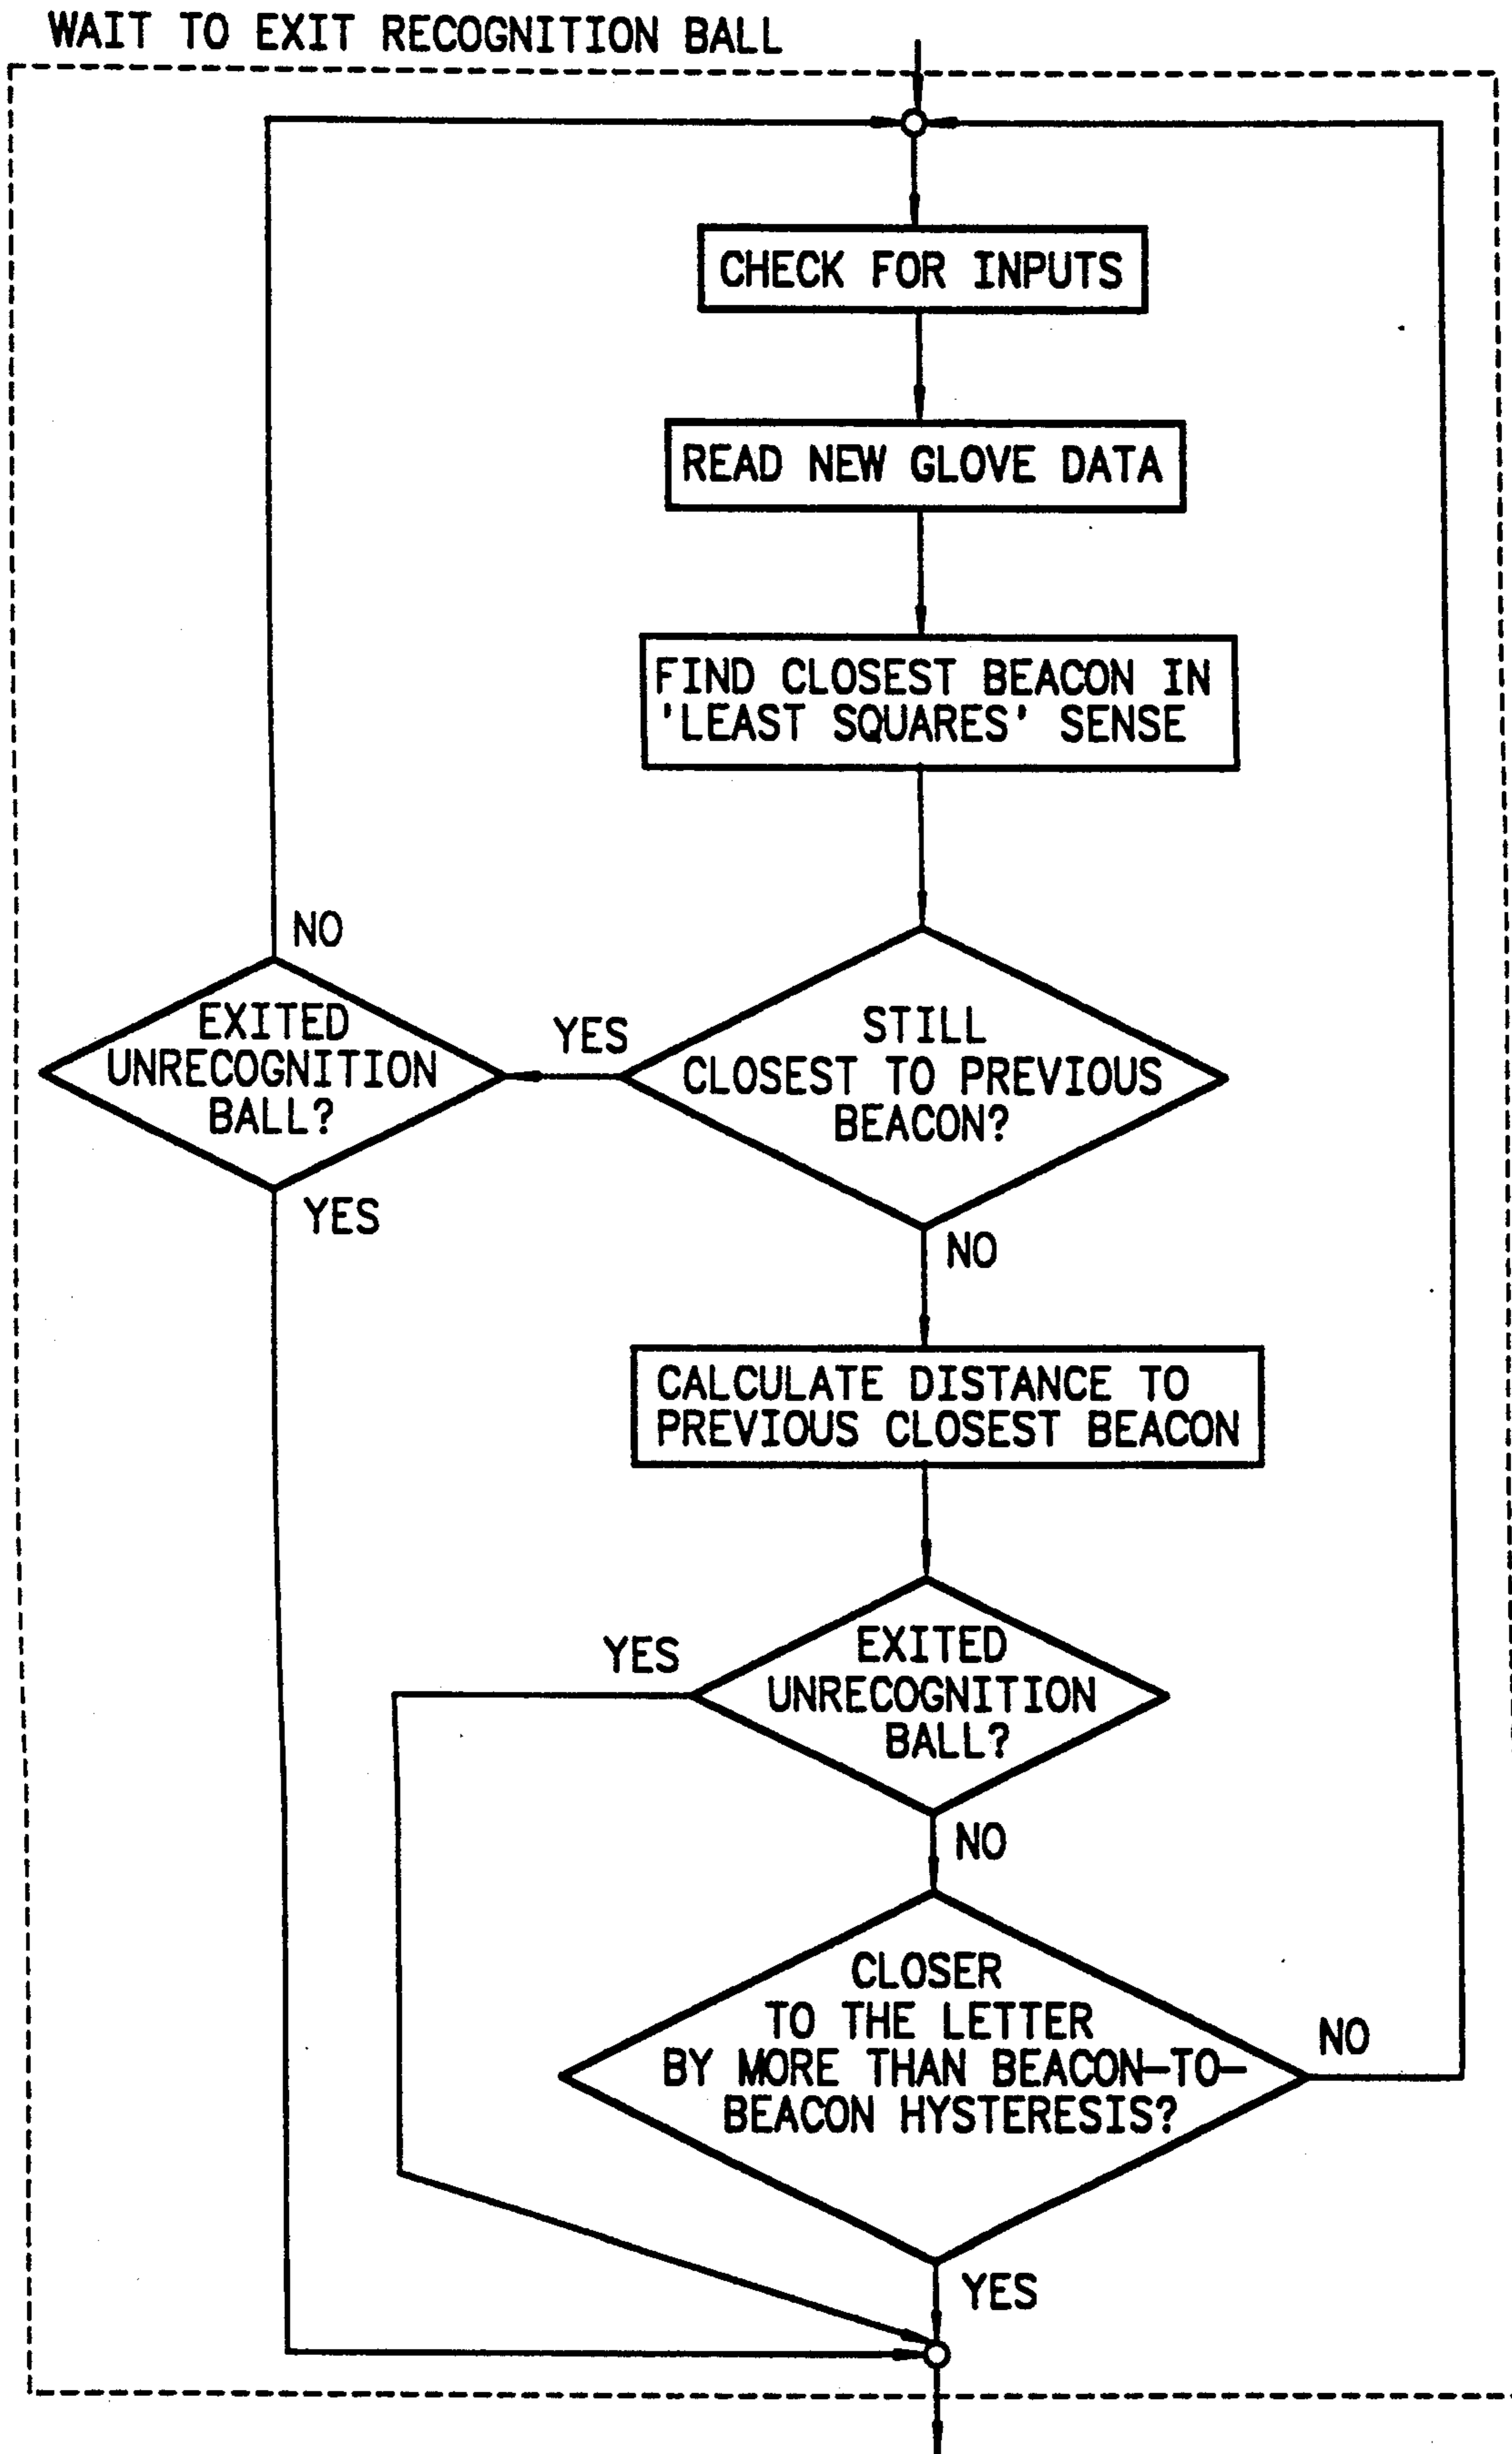 WAIT TO EXIT RECOGNITION BALL
CHECK FOR INPUTS
READ NEW GLOVE DATA
FIND CLOSEST BEACON IN
'LEAST SQUARES' SENSE
NO
EXITED
UNRECOGNITION
BALL?
YES
YES
STILL
CLOSEST TO PREVIOUS
BEACON?
NO
CALCULATE DISTANCE TO
PREVIOUS CLOSEST BEACON
YES
EXITED
UNRECOGNITION
BALL?
NO
CLOSER
TO THE LETTER
BY MORE THAN BEACON-TO-
BEACON HYSTERESIS?
NO
YES